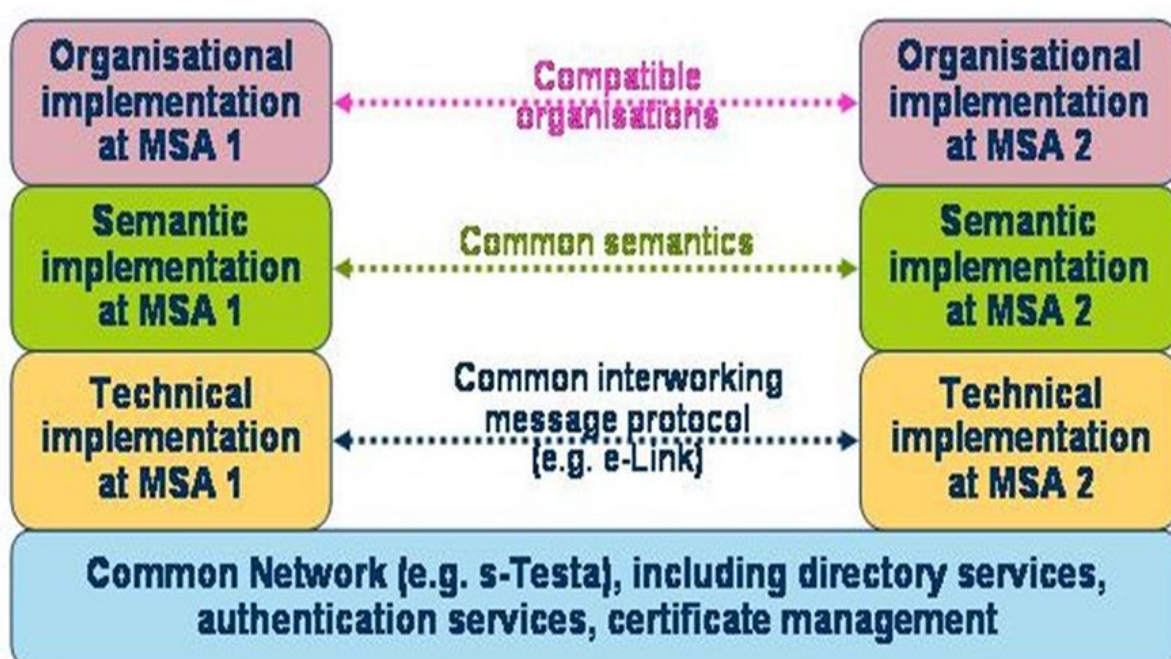 Organisational
implementation
at MSA 1
Compatible
organisations
Organisational
implementation
at MSA 2
Semantic
implementation
at MSA 1
Common semantics
Semantic
implementation
at MSA 2
Technical
implementation
at MSA 1
Common interworking
message protocol
(e.g. e-Link)
Technical
implementation
at MSA 2
Common Network (e.g. s-Testa), including directory services,
authentication services, certificate management